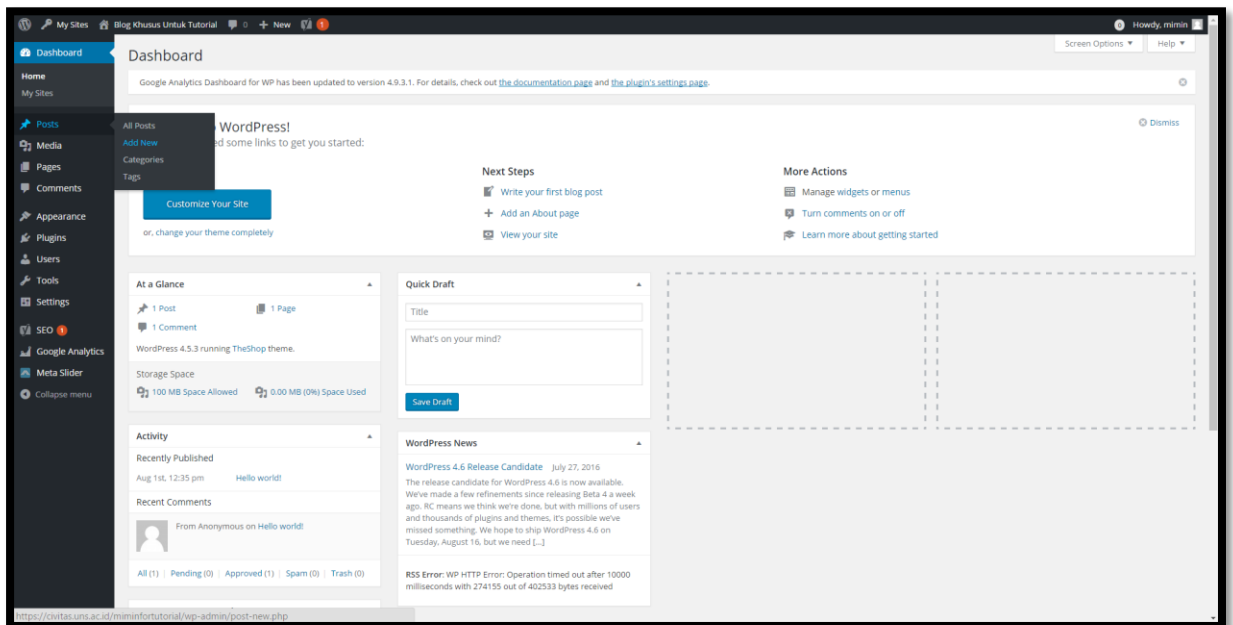 My Sites Blog Khusus Untuk Tutorial 0 + New 1 0 Howdy, mimin
Screen Options ▼ Help ▼
Dashboard
Home
My Sites
Posts
All Posts
Add New
Categories
Tags
Media
Pages
Comments
Appearance
Plugins
Users
Tools
Settings
SEO 1
Google Analytics
Meta Slider
Collapse menu
Dashboard
Google Analytics Dashboard for WP has been updated to version 4.9.3.1. For details, check out the documentation page and the plugin's settings page.
WordPress!
ed some links to get you started:
Dismiss
Customize Your Site
or, change your theme completely
Next Steps
Write your first blog post
+ Add an About page
View your site
More Actions
Manage widgets or menus
Turn comments on or off
Learn more about getting started
At a Glance
1 Post 1 Page
1 Comment
WordPress 4.5.3 running TheShop theme.
Storage Space
100 MB Space Allowed 0.00 MB (0%) Space Used
Activity
Recently Published
Aug 1st, 12:35 pm Hello world!
Recent Comments
From Anonymous on Hello world!
All (1) | Pending (0) | Approved (1) | Spam (0) | Trash (0)
Quick Draft
Title
What's on your mind?
Save Draft
WordPress News
WordPress 4.6 Release Candidate July 27, 2016
The release candidate for WordPress 4.6 is now available.
We've made a few refinements since releasing Beta 4 a week
ago. RC means we think we're done, but with millions of users
and thousands of plugins and themes, it's possible we've
missed something. We hope to ship WordPress 4.6 on
Tuesday, August 16, but we need [...]
RSS Error: WP HTTP Error: Operation timed out after 10000
milliseconds with 274155 out of 402533 bytes received
https://civitas.uns.ac.id/miminfortutorial/wp-admin/post-new.php